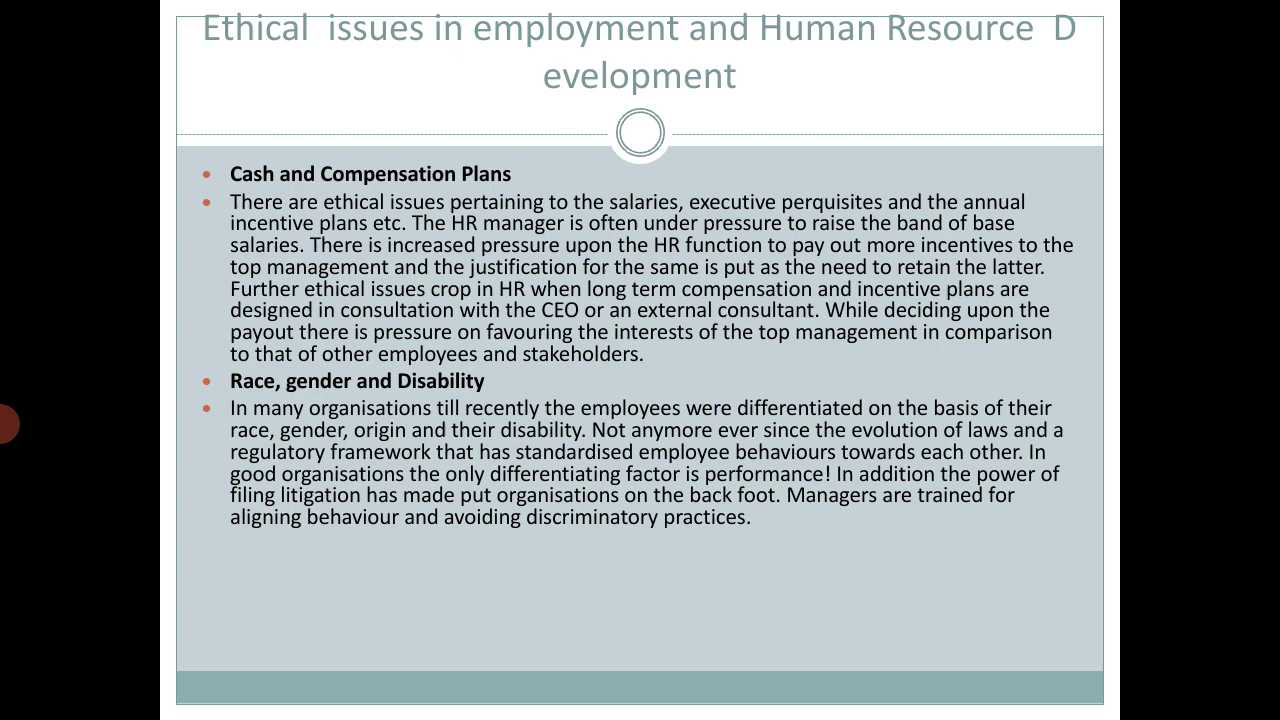 Ethical  issues in employment and Human Resource  D
evelopment
Cash and Compensation Plans
There are ethical issues pertaining to the salaries, executive perquisites and the annual
incentive plans etc. The HR manager is often under pressure to raise the band of base
salaries. There is increased pressure upon the HR function to pay out more incentives to the
top management and the justification for the same is put as the need to retain the latter.
Further ethical issues crop in HR when long term compensation and incentive plans are
designed in consultation with the CEO or an external consultant. While deciding upon the
payout there is pressure on favouring the interests of the top management in comparison
to that of other employees and stakeholders.
Race, gender and Disability
In many organisations till recently the employees were differentiated on the basis of their
race, gender, origin and their disability. Not anymore ever since the evolution of laws and a
regulatory framework that has standardised employee behaviours towards each other. In
good organisations the only differentiating factor is performance! In addition the power of
filing litigation has made put organisations on the back foot. Managers are trained for
aligning behaviour and avoiding discriminatory practices.